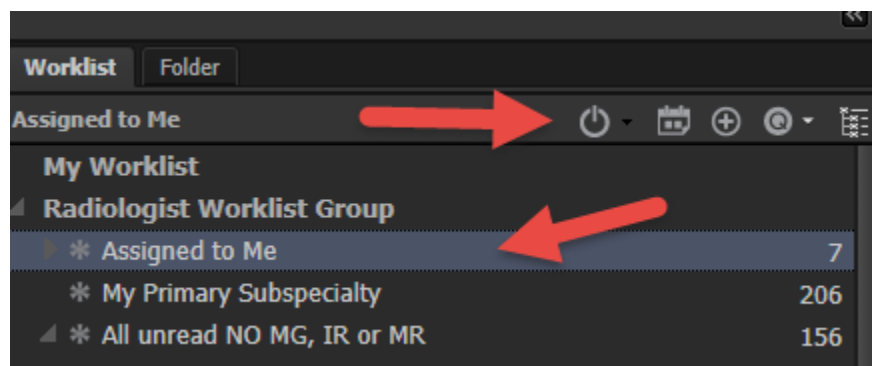 Worklist Folder
Assigned to Me
My Worklist
Radiologist Worklist Group
Assigned to Me 7
My Primary Subspecialty 206
All unread NO MG, IR or MR 156